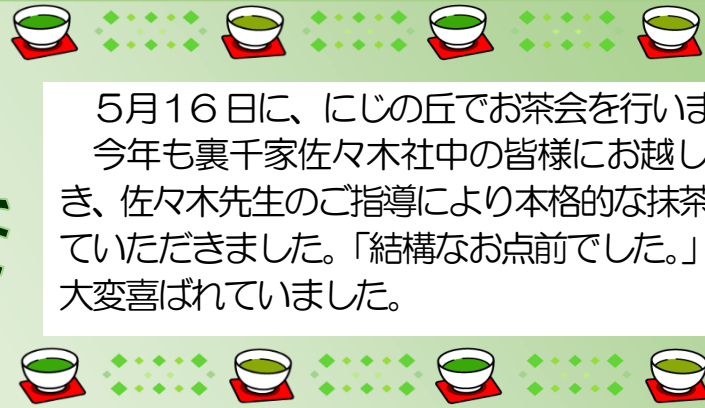 ５月１６日に、にじの丘でお茶会を行いま
今年も裏千家佐々木社中の皆様にお越し
き、佐々木先生のご指導により本格的な抹茶
ていただきました。「結構なお点前でした。」
大変喜ばれていました。